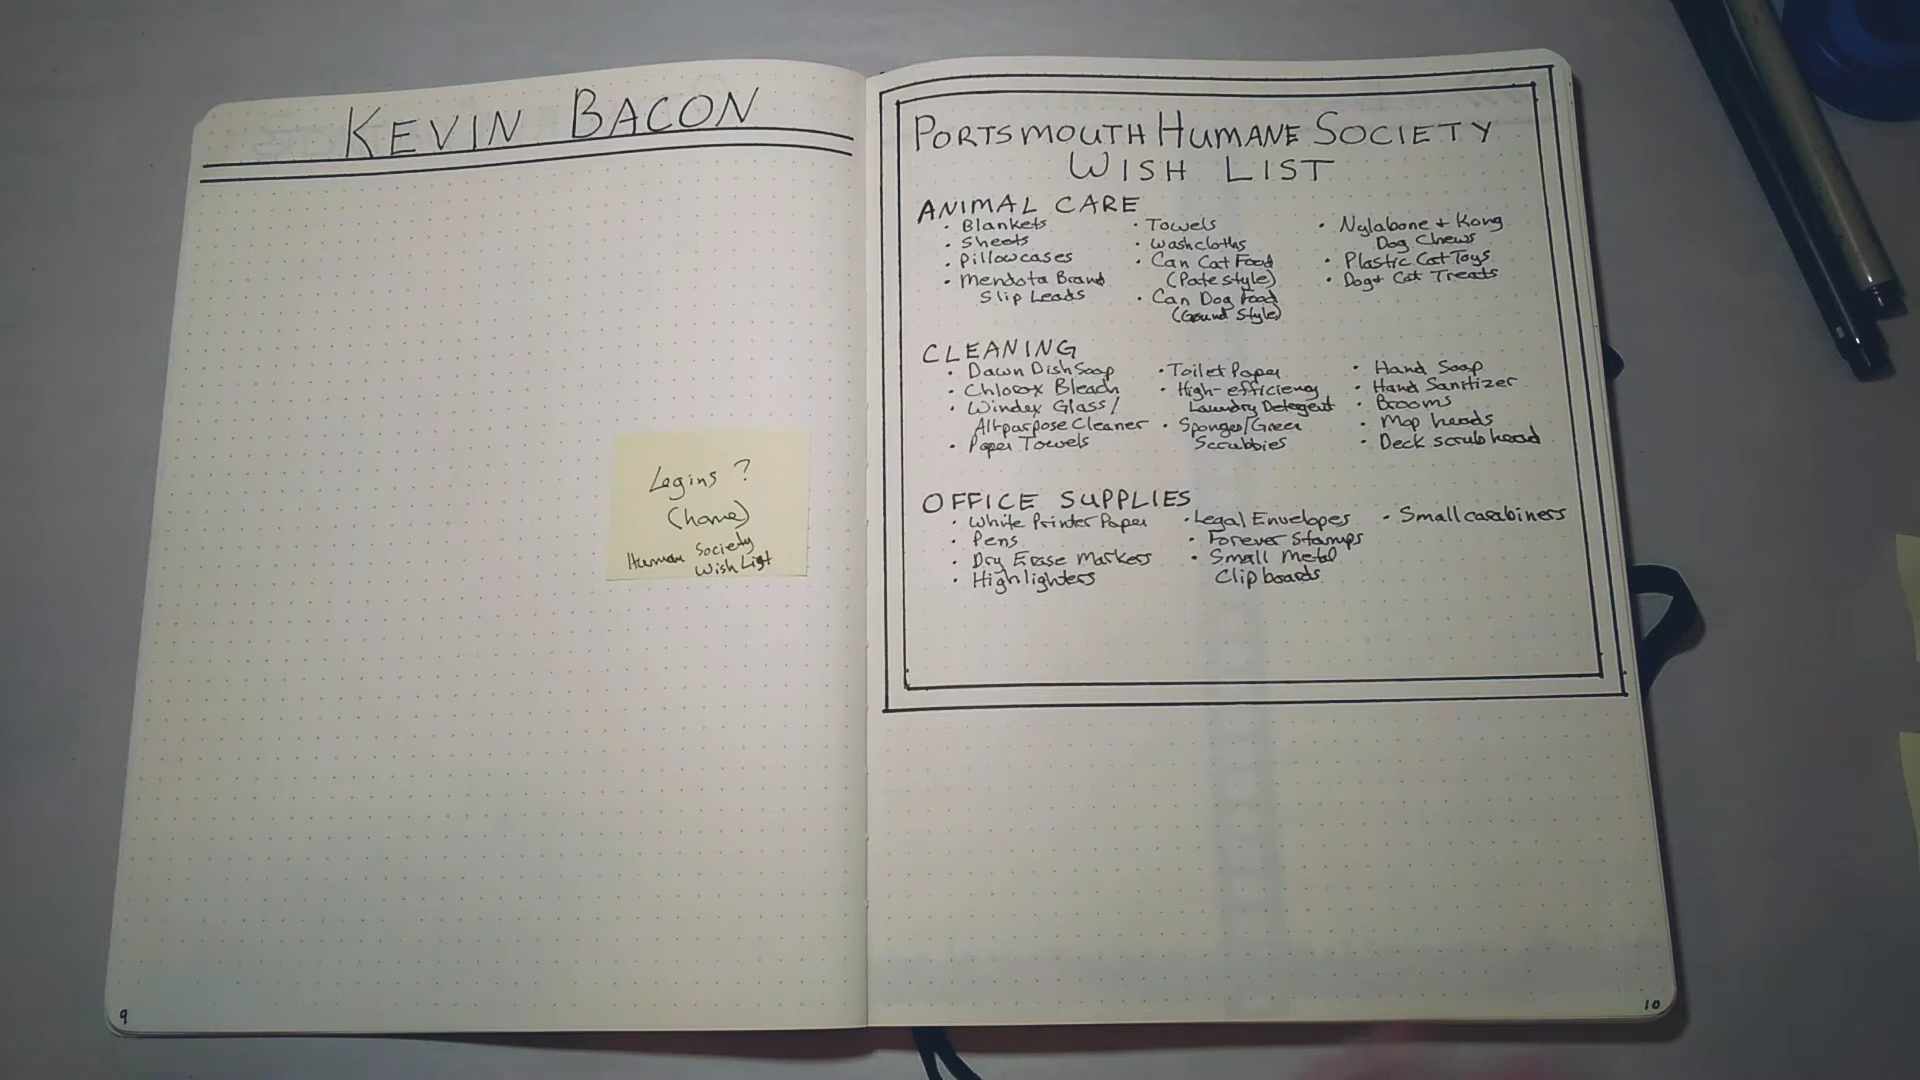 KEVIN BACON
Logins ?
(home)
Human Society
Wish List
9
PORTSMOUTH HUMANE SOCIETY
WISH LIST
ANIMAL CARE
• Blankets
• Sheets
• Pillowcases
• Mendota Brand
Slip Leads
• Towels
• Washcloths
• Can Cat Food
(Pate style)
• Can Dog Food
(Ground Style)
• Nylabone + Kong
Dog Chews
• Plastic Cat Toys
• Dog + Cat Treats
CLEANING
• Dawn Dish Soap
• Chlorox Bleach
• Windex Glass/
All-purpose Cleaner
• Paper Towels
• Toilet Paper
• High-efficiency
Laundry Detergent
• Sponges/Green
Scrubbies
• Hand Soap
• Hand Sanitizer
• Brooms
• Mop heads
• Deck scrub head
OFFICE SUPPLIES
• White Printer Paper
• Pens
• Dry Erase Markers
• Highlighters
• Legal Envelopes
• Forever Stamps
• Small Metal
Clipboards
• Small carabiners
10